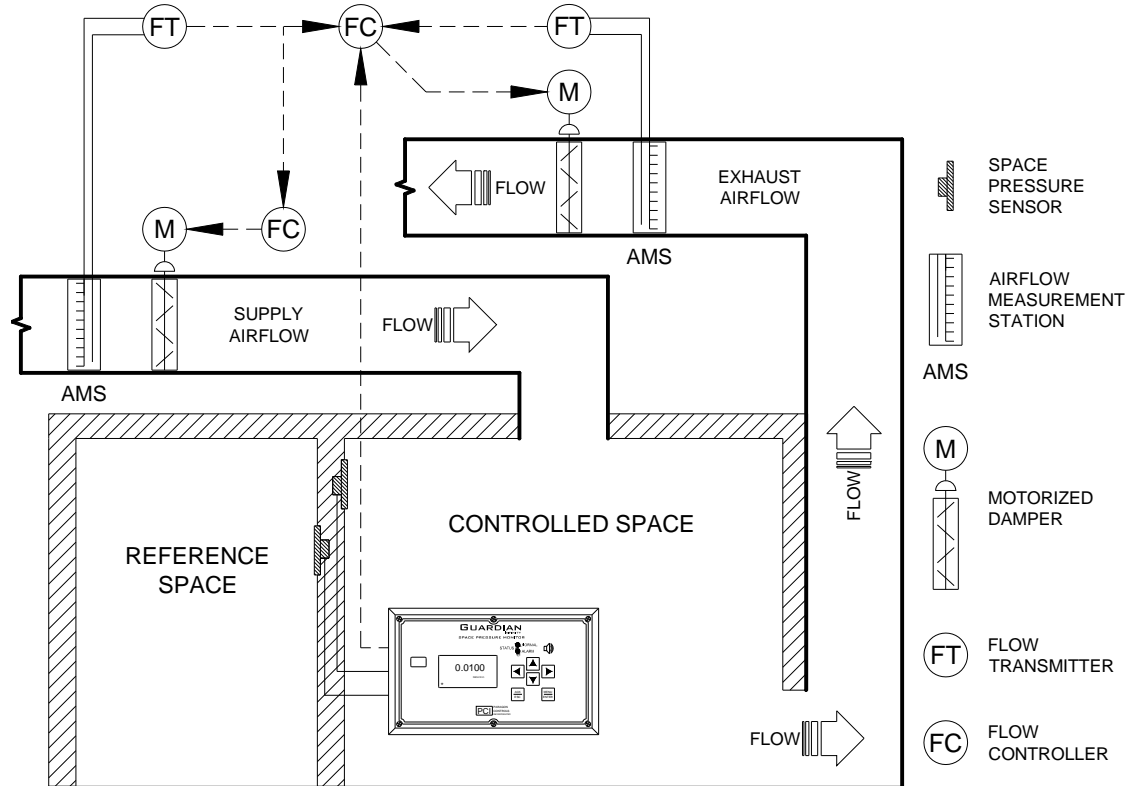 FT
FC
FT
M
FLOW
EXHAUST
AIRFLOW
AMS
M
FC
SUPPLY
AIRFLOW
FLOW
AMS
REFERENCE
SPACE
CONTROLLED SPACE
FLOW
GUARDIAN
SPACE PRESSURE MONITOR
STATUS
NORMAL
ALARM
0.0100
PCI
FLOW
SPACE
PRESSURE
SENSOR
AIRFLOW
MEASUREMENT
STATION
AMS
M
MOTORIZED
DAMPER
FT
FLOW
TRANSMITTER
FC
FLOW
CONTROLLER